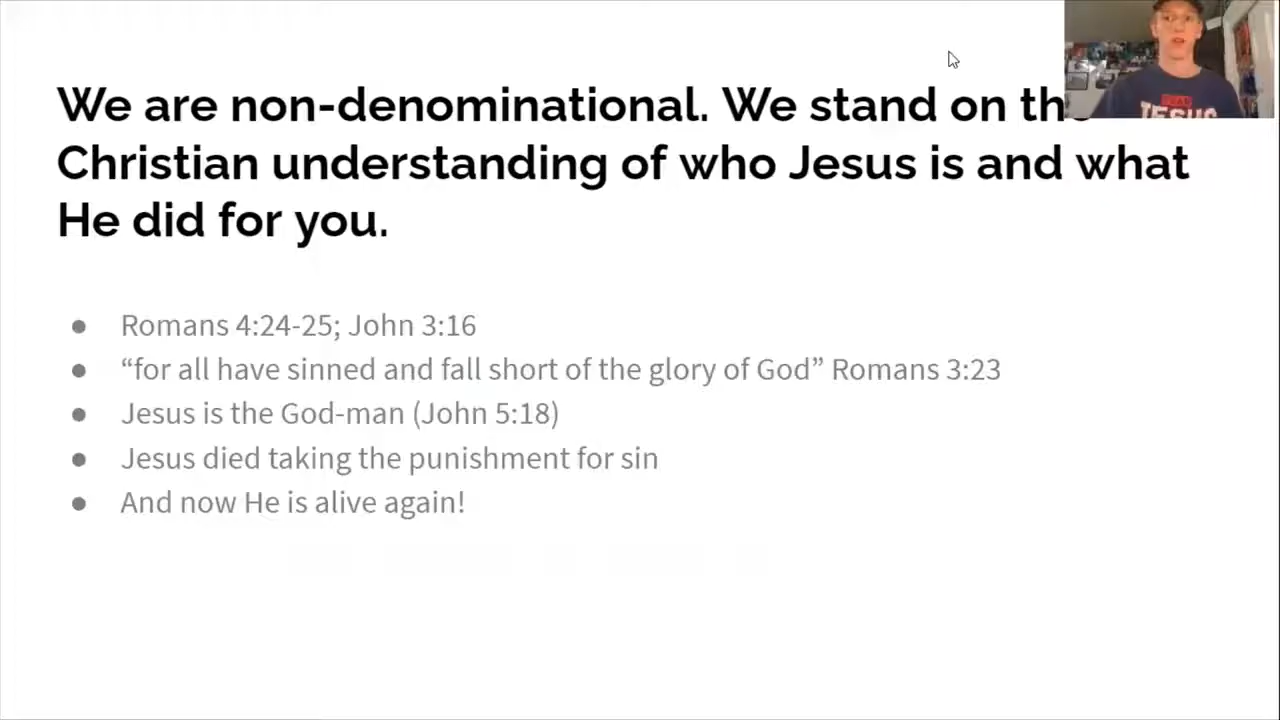 We are non-denominational. We stand on
Christian understanding of who Jesus is and what
He did for you.
● Romans 4:24-25; John 3:16
● “for all have sinned and fall short of the glory of God” Romans 3:23
● Jesus is the God-man (John 5:18)
● Jesus died taking the punishment for sin
● And now He is alive again!
JESUS